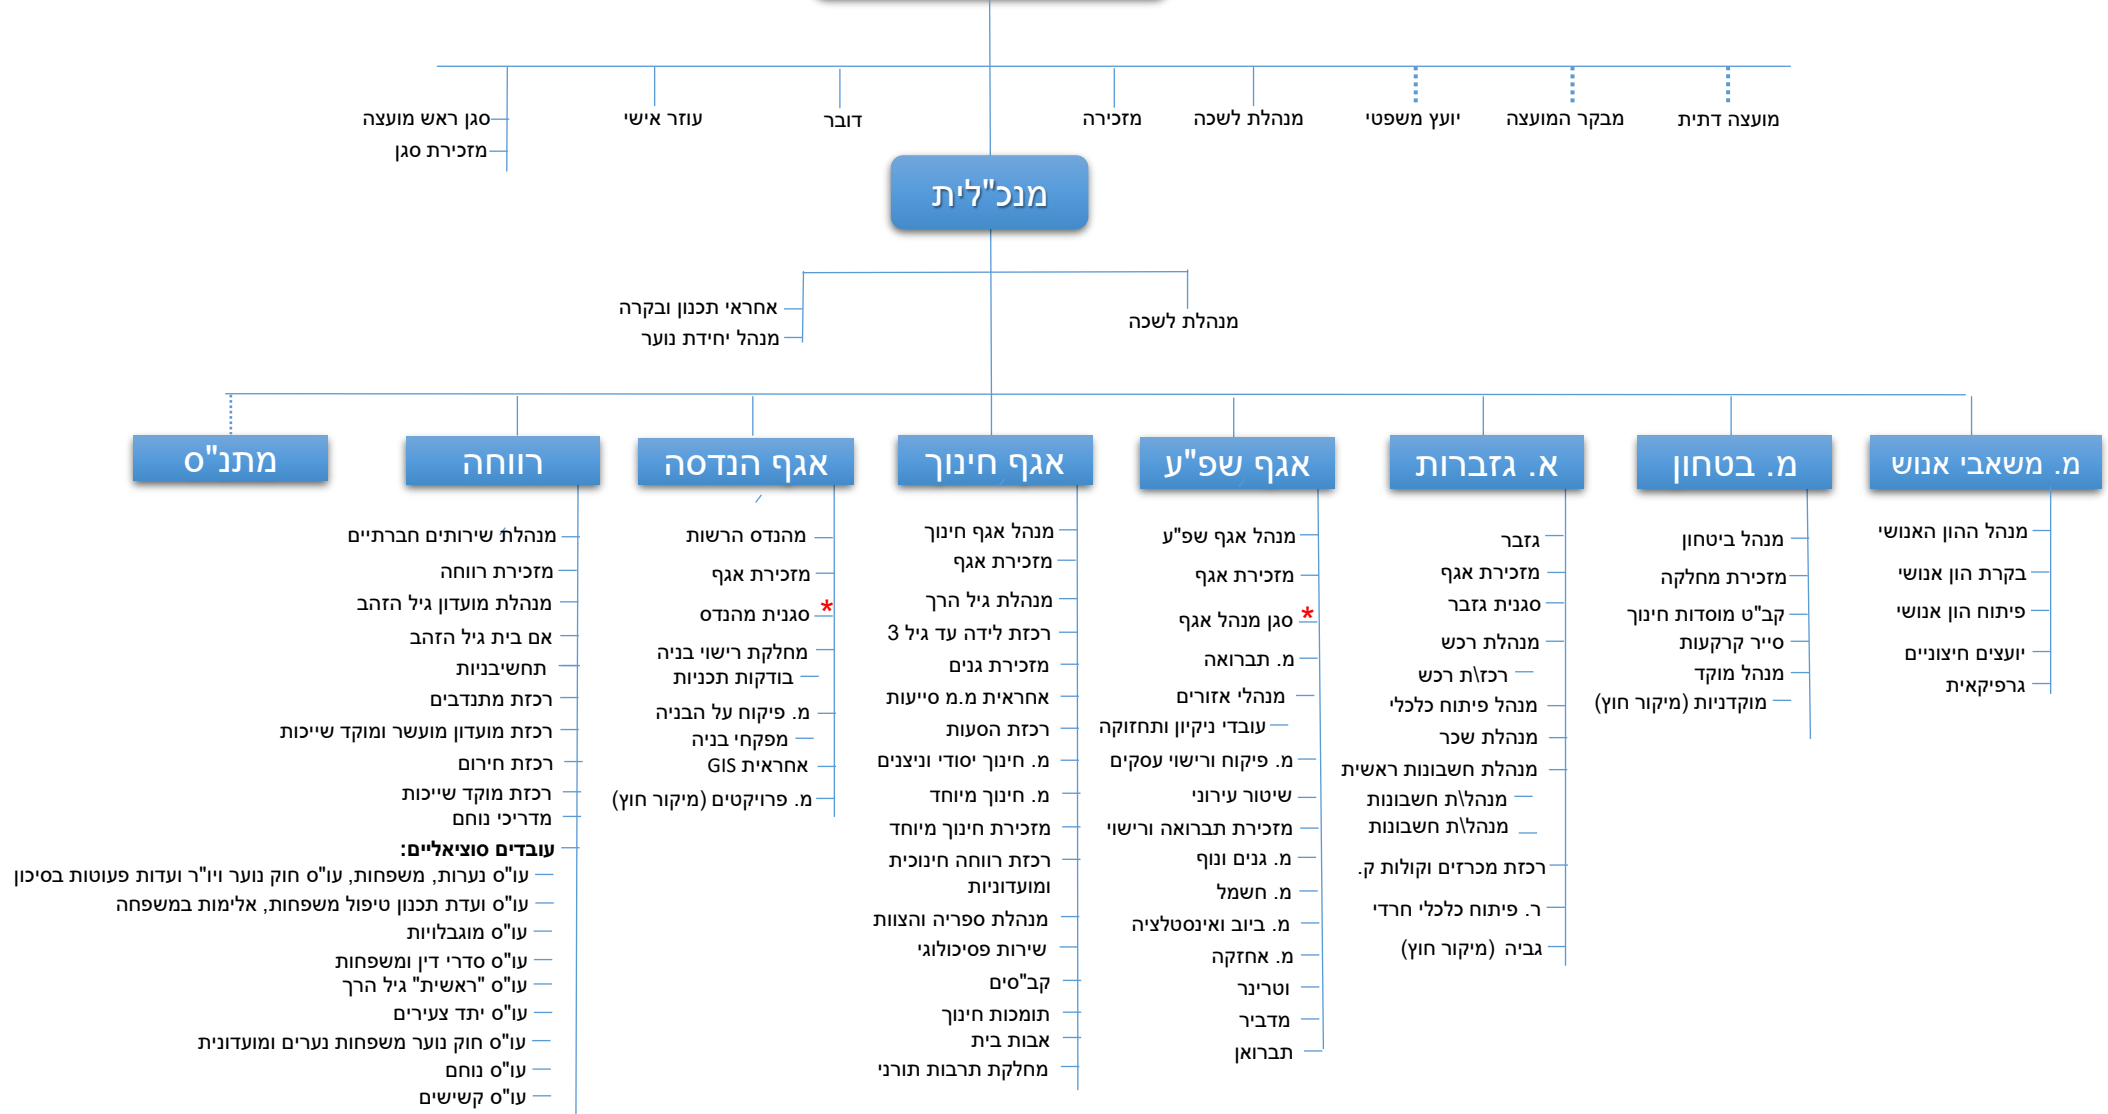 מועצה דתית
מבקר המועצה
יועץ משפטי
מנהלת לשכה
מזכירה
דובר
עוזר אישי
סגן ראש מועצה
מזכירת סגן
מנכ"לית
מנהלת לשכה
אחראי תכנון ובקרה
מנהל יחידת נוער
מ. משאבי אנוש
מנהל ההון האנושי
בקרת הון אנושי
פיתוח הון אנושי
יועצים חיצוניים
גרפיקאית
מ. בטחון
מנהל ביטחון
מזכירת מחלקה
קב"ט מוסדות חינוך
סייר קרקעות
מנהל מוקד
מוקדניות (מיקור חוץ)
א. גזברות
גזבר
מזכירת אגף
סגנית גזבר
מנהלת רכש
רכז\ת רכש
מנהל פיתוח כלכלי
מנהלת שכר
מנהלת חשבונות ראשית
מנהל\ת חשבונות
מנהל\ת חשבונות
רכזת מכרזים וקולות ק.
ר. פיתוח כלכלי חרדי
גביה (מיקור חוץ)
אגף שפ"ע
מנהל אגף שפ"ע
מזכירת אגף
* סגן מנהל אגף
מ. תברואה
מנהלי אזורים
עובדי ניקיון ותחזוקה
מ. פיקוח ורישוי עסקים
שיטור עירוני
מזכירת תברואה ורישוי
מ. גנים ונוף
מ. חשמל
מ. ביוב ואינסטלציה
מ. אחזקה
וטרינר
מדביר
תברואן
אגף חינוך
מנהל אגף חינוך
מזכירת אגף
מנהלת גיל הרך
רכזת לידה עד גיל 3
מזכירת גנים
אחראית מ.מ סייעות
רכזת הסעות
מ. חינוך יסודי וניצנים
מ. חינוך מיוחד
מזכירת חינוך מיוחד
רכזת רווחה חינוכית
ומועדוניות
מנהלת ספריה והצוות
שירות פסיכולוגי
קב"סים
תומכות חינוך
אבות בית
מחלקת תרבות תורני
אגף הנדסה
מהנדס הרשות
מזכירת אגף
* סגנית מהנדס
מחלקת רישוי בניה
בודקות תכניות
מ. פיקוח על הבניה
מפקחי בניה
אחראית GIS
מ. פרויקטים (מיקור חוץ)
רווחה
מנהלת שירותים חברתיים
מזכירת רווחה
מנהלת מועדון גיל הזהב
אם בית גיל הזהב
תחשיבניות
רכזת מתנדבים
רכזת מועדון מועשר ומוקד שייכות
רכזת חירום
רכזת מוקד שייכות
מדריכי נוחם
עובדים סוציאליים:
עו"ס נערות, משפחות, עו"ס חוק נוער ויו"ר ועדות פעוטות בסיכון
עו"ס ועדת תכנון טיפול משפחות, אלימות במשפחה
עו"ס מוגבלויות
עו"ס סדרי דין ומשפחות
עו"ס "ראשית" גיל הרך
עו"ס יתד צעירים
עו"ס חוק נוער משפחות נערים ומועדונית
עו"ס נוחם
עו"ס קשישים
מתנ"ס